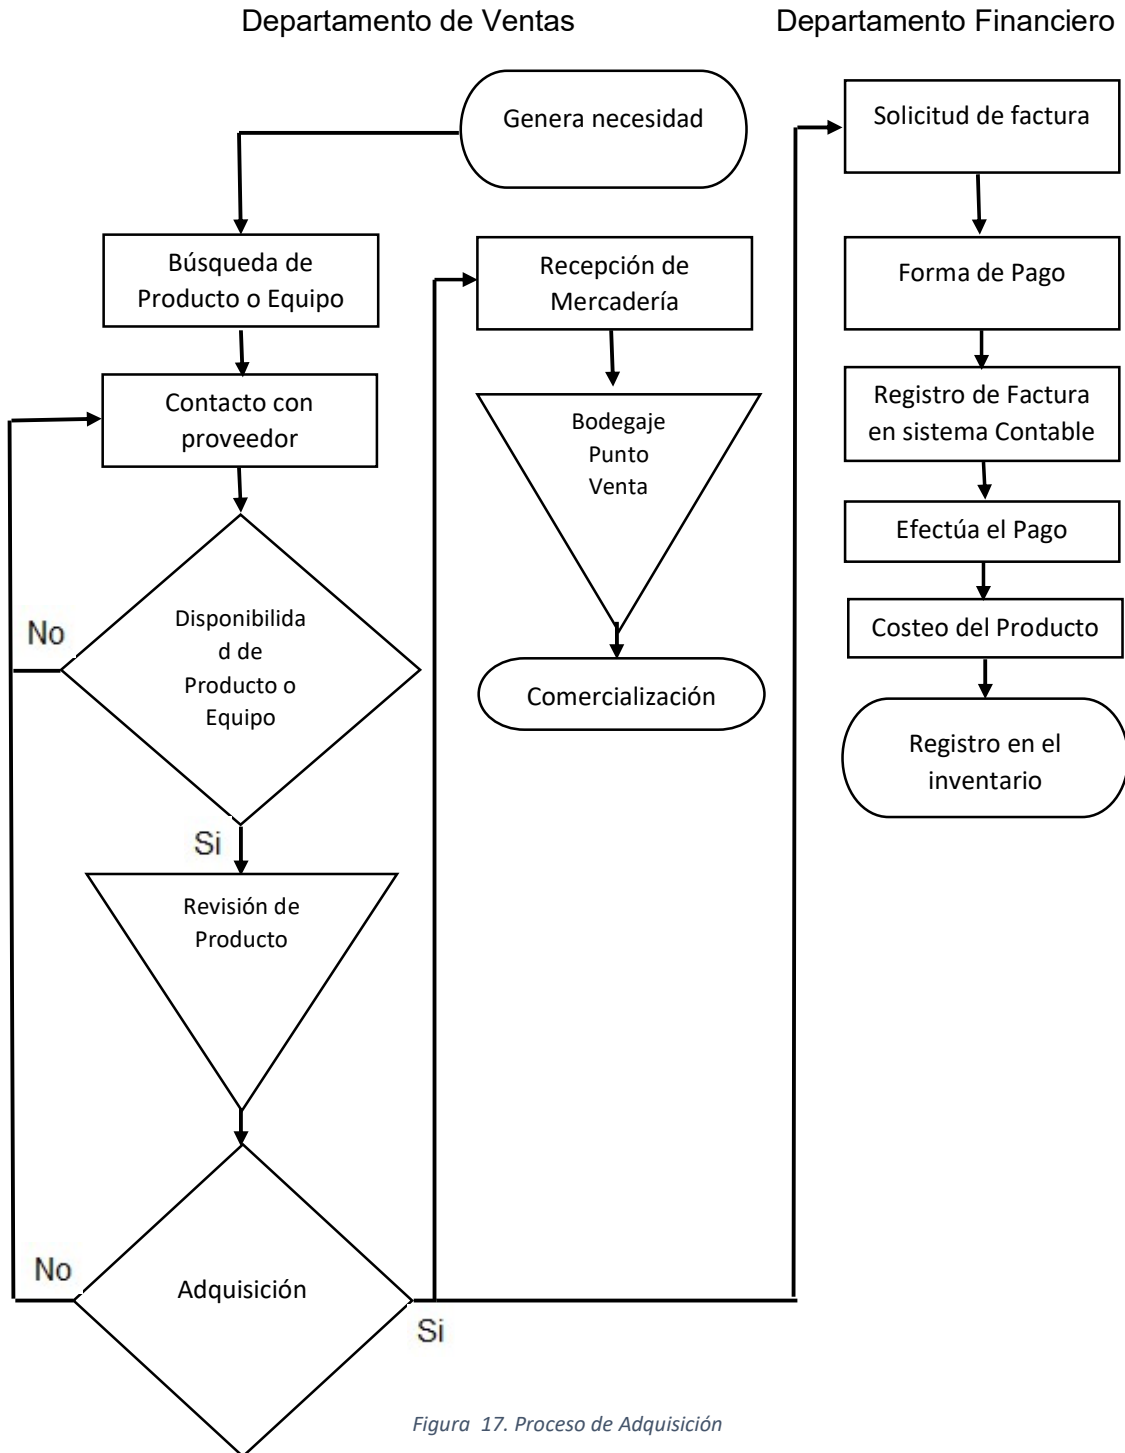 Departamento de Ventas
Departamento Financiero
Genera necesidad
Búsqueda de
Producto o Equipo
Contacto con
proveedor
No
Disponibilida
d de
Producto o
Equipo
Si
Revisión de
Producto
No
Adquisición
Si
Recepción de
Mercadería
Bodegaje
Punto
Venta
Comercialización
Solicitud de factura
Forma de Pago
Registro de Factura
en sistema Contable
Efectúa el Pago
Costeo del Producto
Registro en el
inventario
Figura 17. Proceso de Adquisición